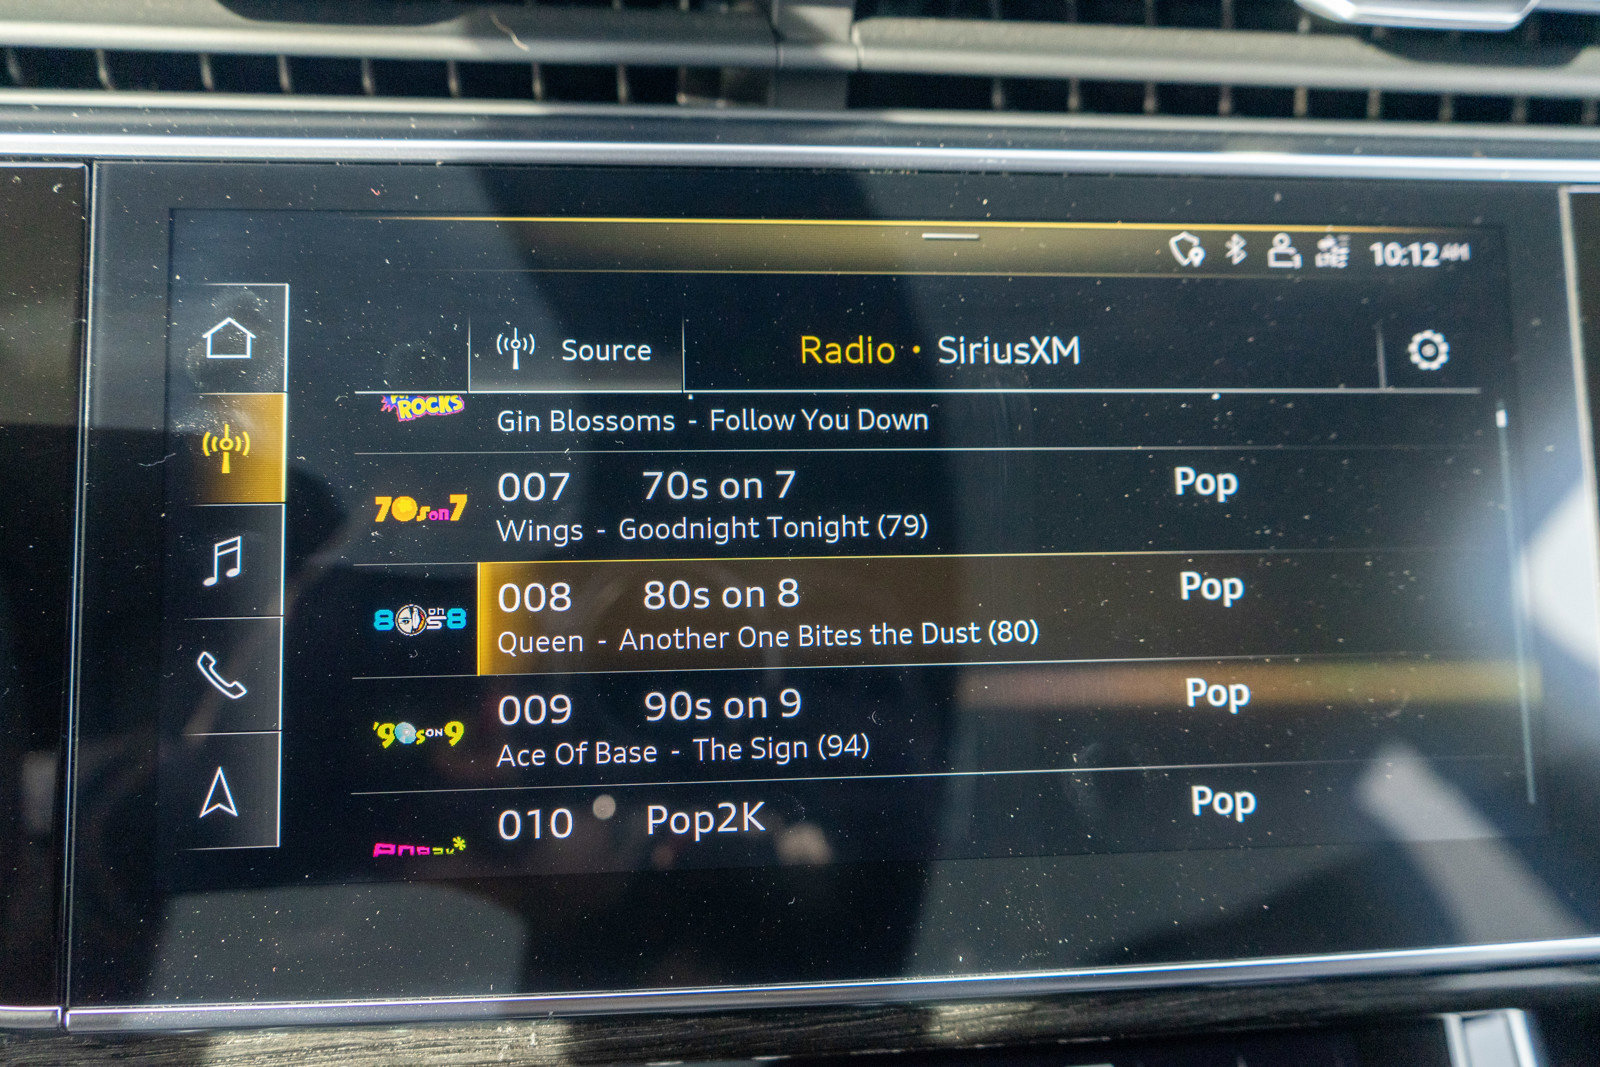 10:12 AM
Source
Radio • SiriusXM
ROCKS
Gin Blossoms - Follow You Down
70s on 7
007 70s on 7 Pop
Wings - Goodnight Tonight (79)
80s on 8
008 80s on 8 Pop
Queen - Another One Bites the Dust (80)
'90s ON 9
009 90s on 9 Pop
Ace Of Base - The Sign (94)
010 Pop2K Pop